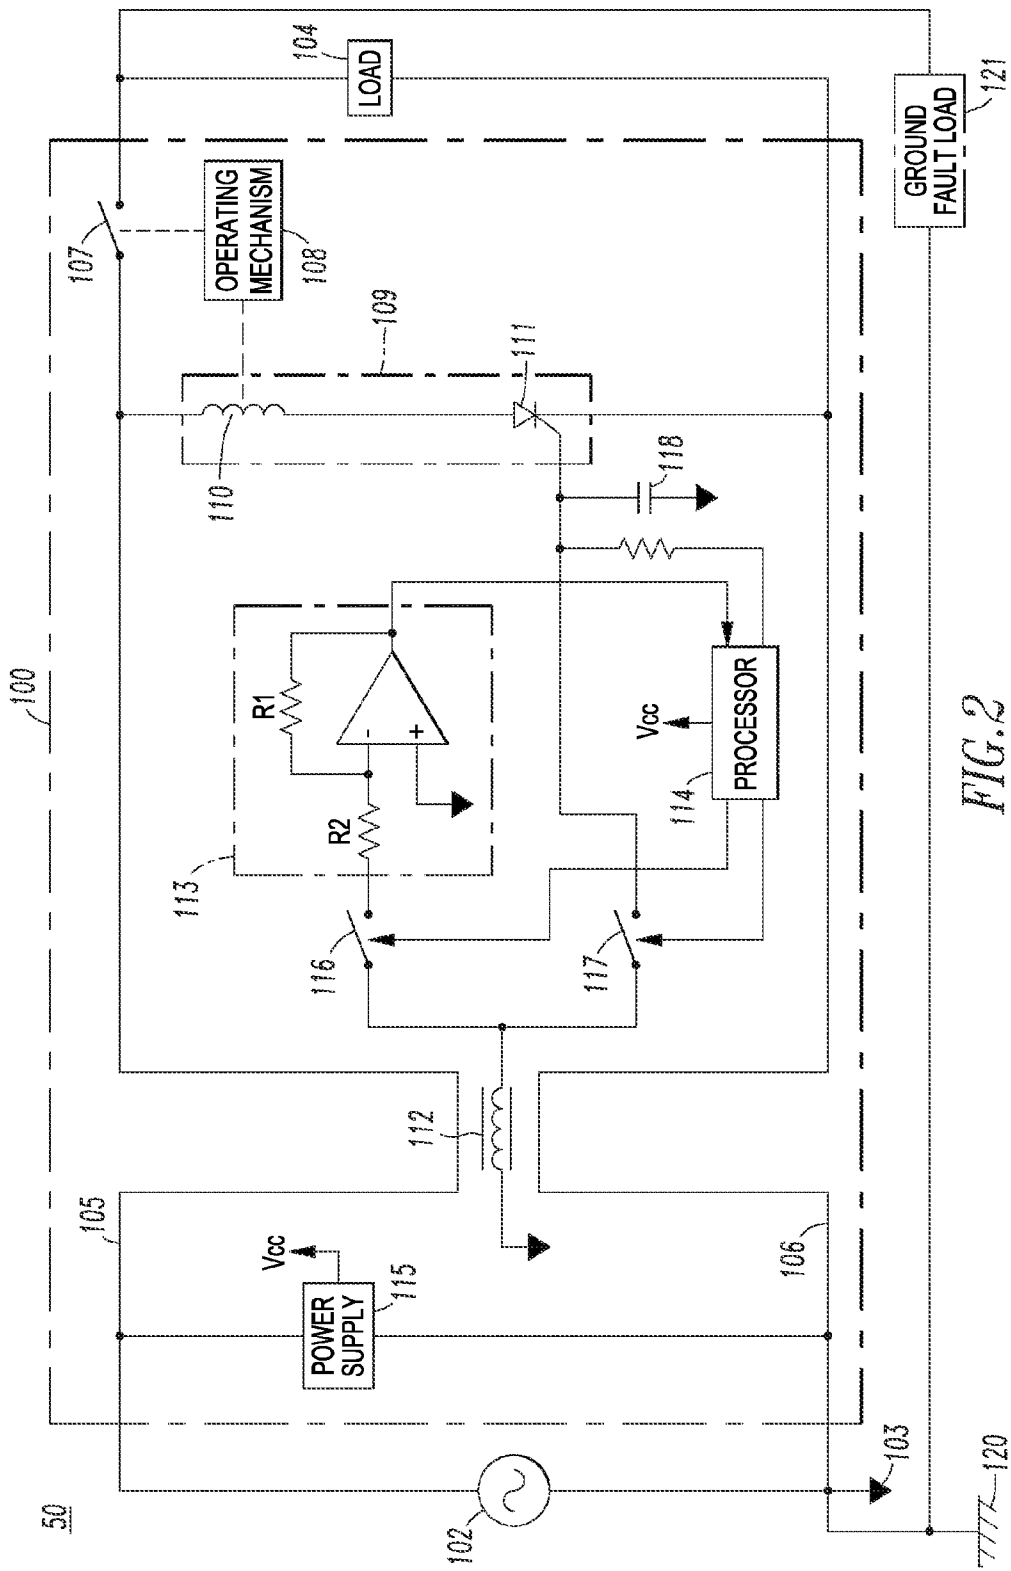 50
100
105
107
104
LOAD
OPERATING
MECHANISM
108
109
110
111
113
R1
R2
-
+
118
116
117
114
Vcc
PROCESSOR
112
Vcc
POWER
SUPPLY
115
106
102
103
120
GROUND
FAULT LOAD
121
FIG.2